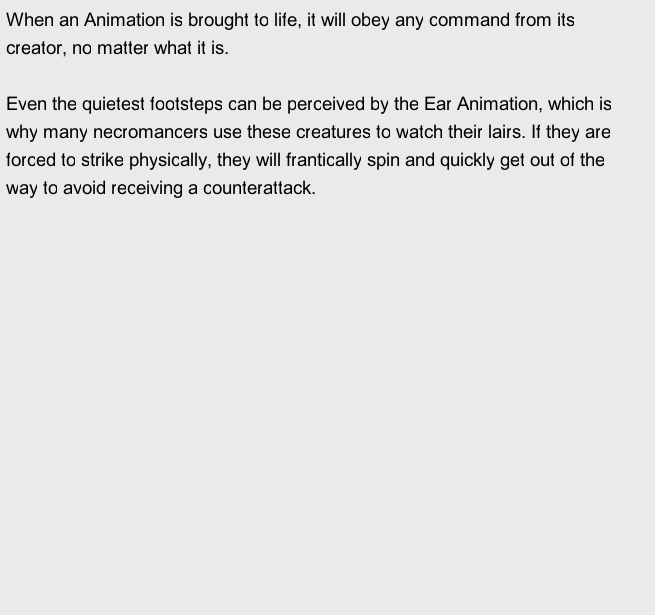 When an Animation is brought to life, it will obey any command from its
creator, no matter what it is.
Even the quietest footsteps can be perceived by the Ear Animation, which is
why many necromancers use these creatures to watch their lairs. If they are
forced to strike physically, they will frantically spin and quickly get out of the
way to avoid receiving a counterattack.